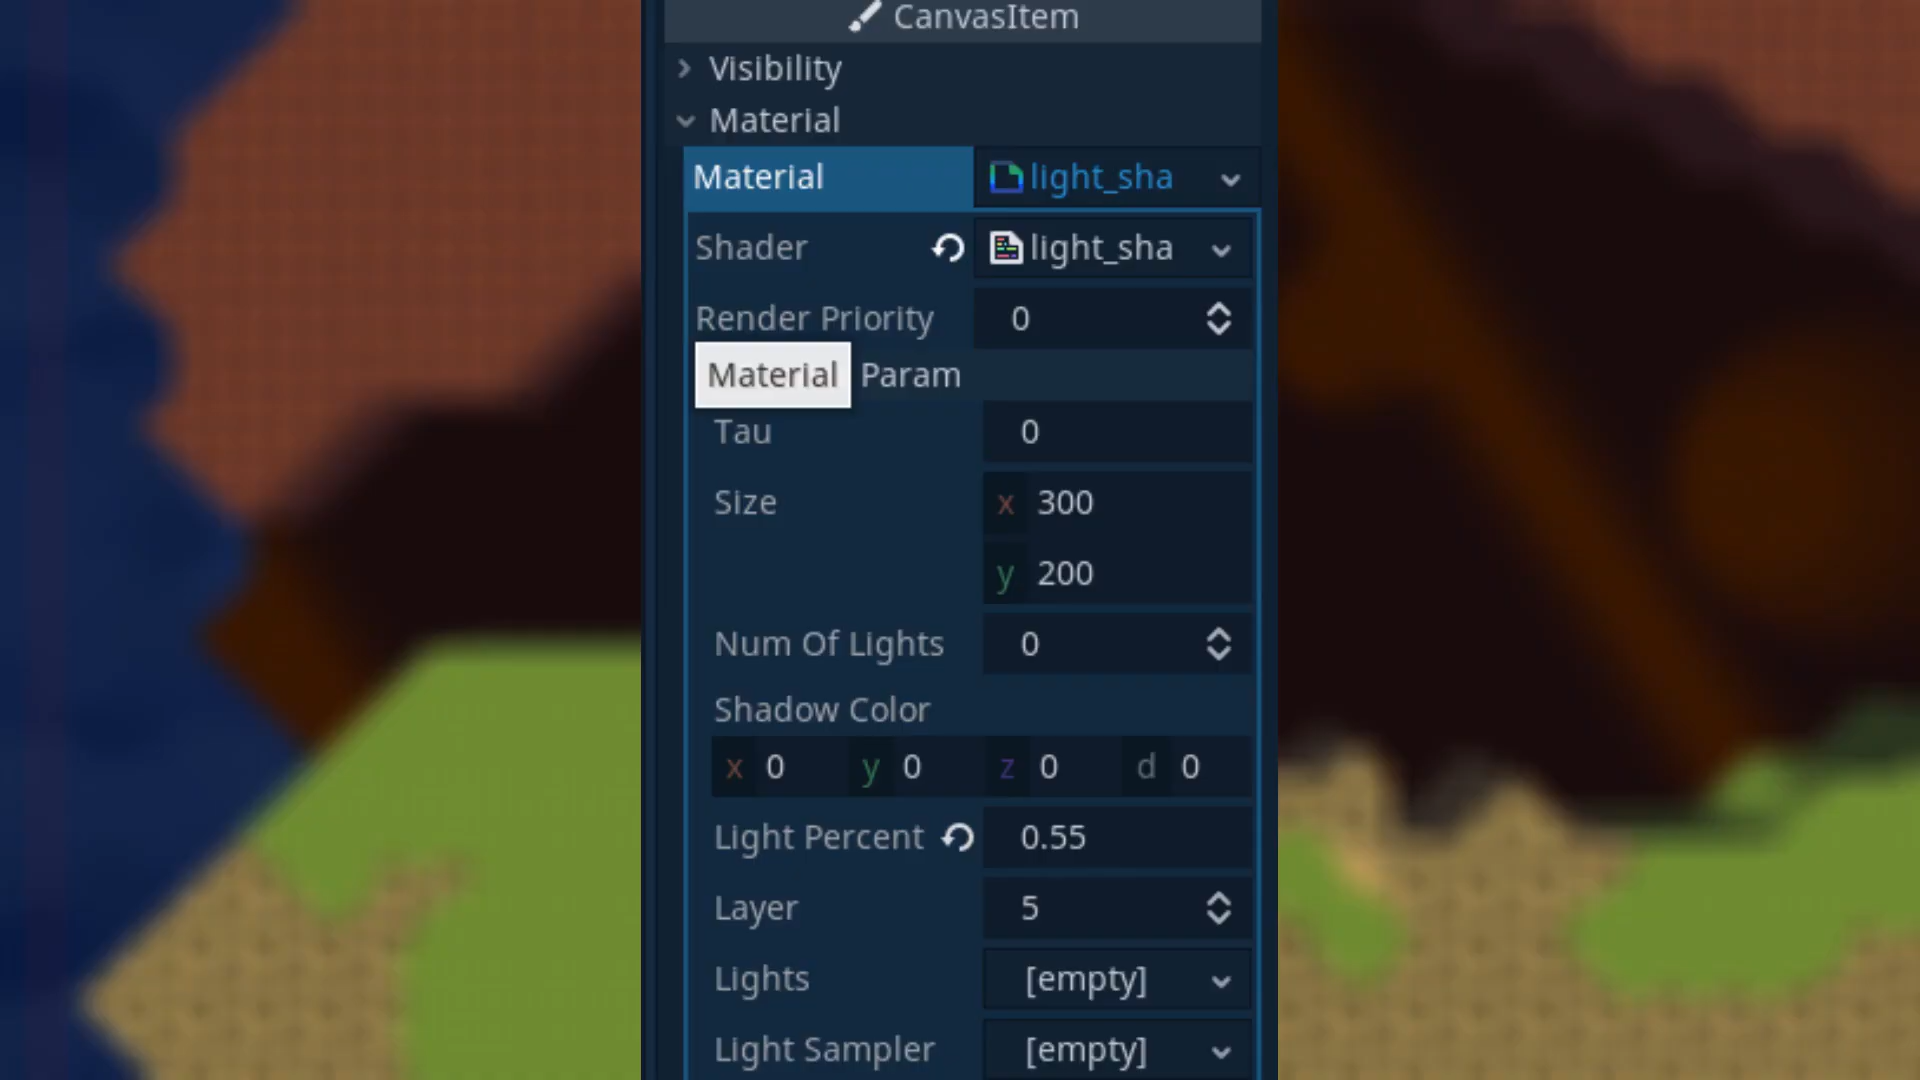 CanvasItem
Visibility
Material
Material light_sha
Shader light_sha
Render Priority 0
Material Param
Tau 0
Size x 300
y 200
Num Of Lights 0
Shadow Color
x 0 y 0 z 0 d 0
Light Percent 0.55
Layer 5
Lights [empty]
Light Sampler [empty]